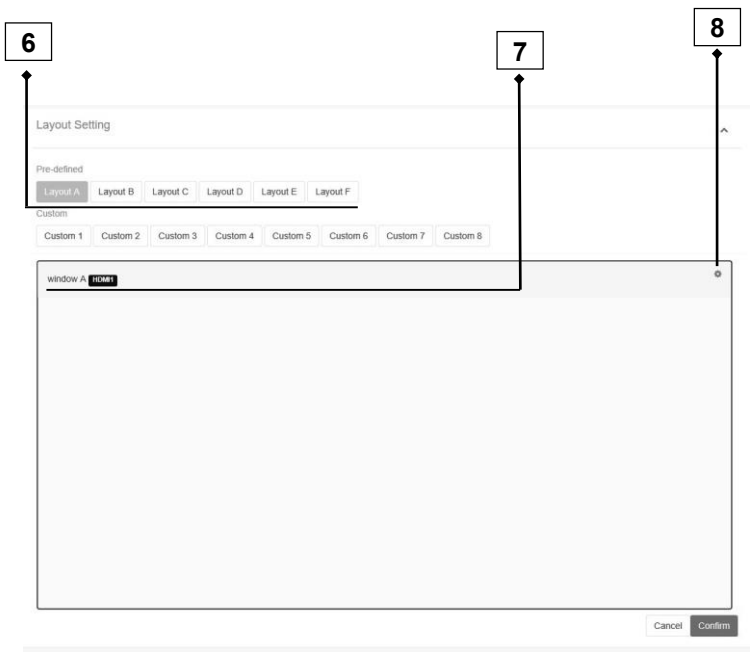 6
7
8
Layout Setting
Pre-defined
Layout A Layout B Layout C Layout D Layout E Layout F
Custom
Custom 1 Custom 2 Custom 3 Custom 4 Custom 5 Custom 6 Custom 7 Custom 8
window A HDMI1
Cancel Confirm